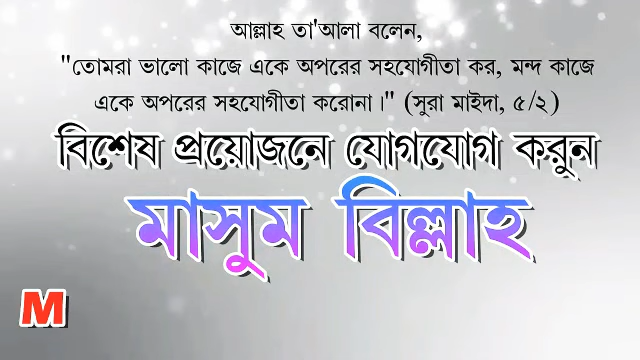 আল্লাহ তা'আলা বলেন,
"তোমরা ভালো কাজে একে অপরের সহযোগীতা কর, মন্দ কাজে
একে অপরের সহযোগীতা করোনা।" (সুরা মাইদা, ৫/২)
বিশেষ প্রয়োজনে যোগযোগ করুন
মাসুম বিল্লাহ
M